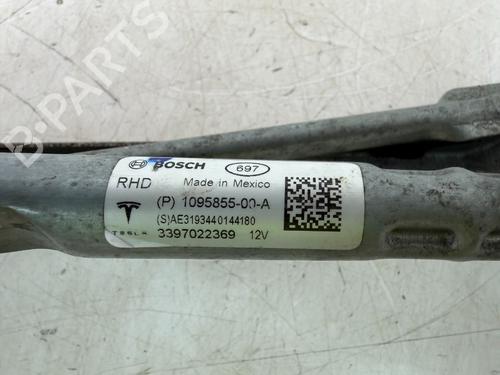 B-PARTS
BOSCH 697
RHD Made in Mexico
(P) 1095855-00-A
(S)AE3193440144180
TESLA 3397022369 12V